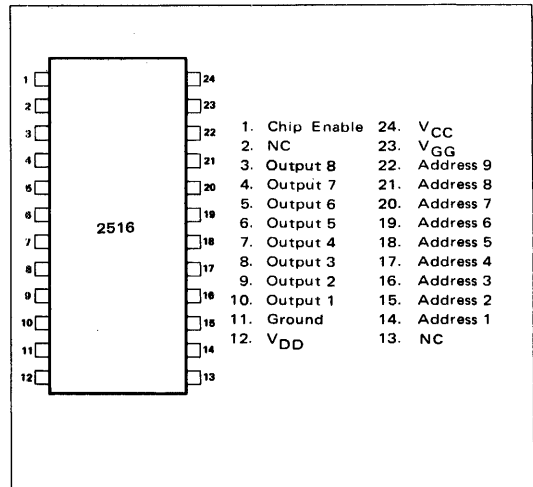 1 24
2 23
3 22
4 21
5 20
6 19
7 18
8 17
9 16
10 15
11 14
12 13
2516
1. Chip Enable 24. VCC
2. NC 23. VGG
3. Output 8 22. Address 9
4. Output 7 21. Address 8
5. Output 6 20. Address 7
6. Output 5 19. Address 6
7. Output 4 18. Address 5
8. Output 3 17. Address 4
9. Output 2 16. Address 3
10. Output 1 15. Address 2
11. Ground 14. Address 1
12. VDD 13. NC